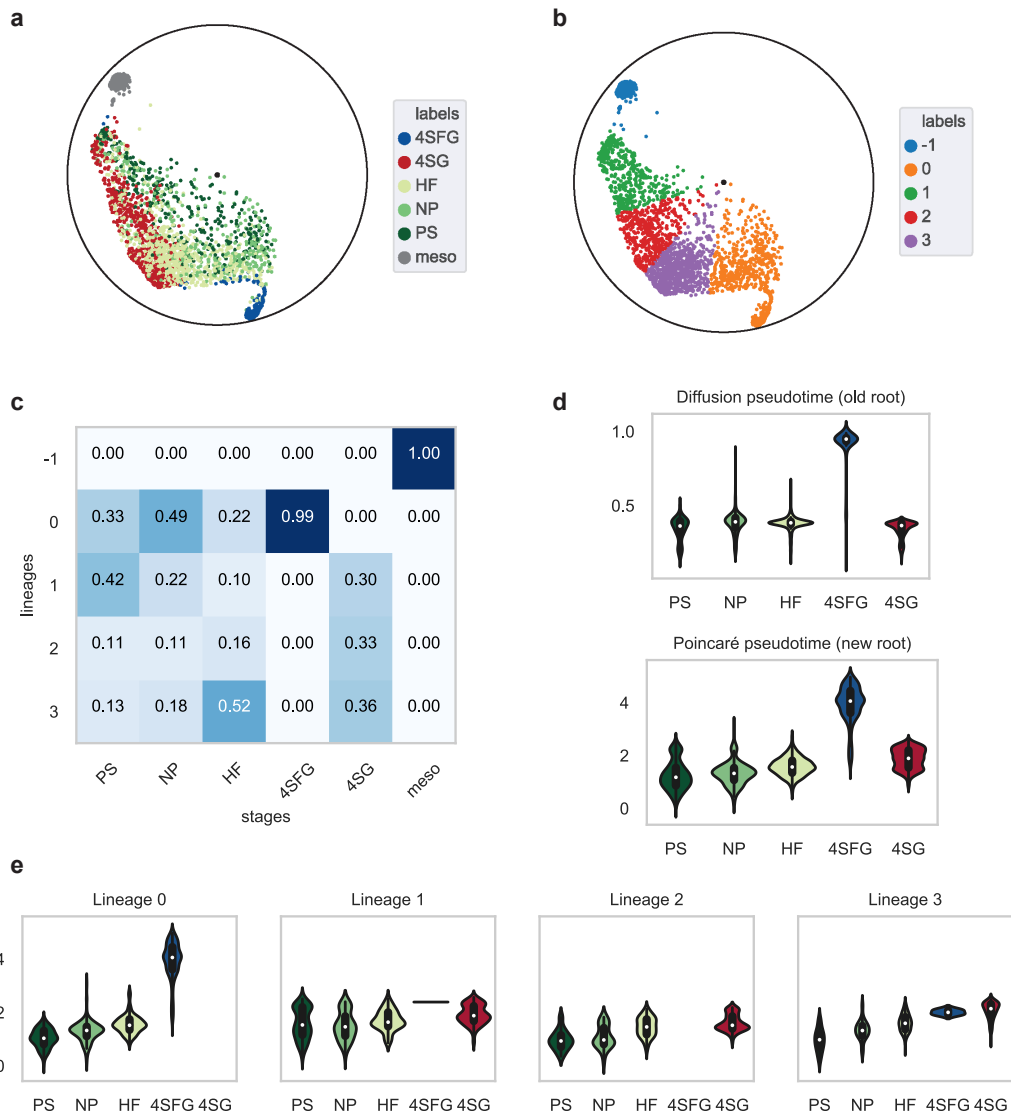 a
labels
4SFG
4SG
HF
NP
PS
meso
b
labels
-1
0
1
2
3
c
-1 0.00 0.00 0.00 0.00 0.00 1.00
0 0.33 0.49 0.22 0.99 0.00 0.00
1 0.42 0.22 0.10 0.00 0.30 0.00
2 0.11 0.11 0.16 0.00 0.33 0.00
3 0.13 0.18 0.52 0.00 0.36 0.00
lineages
PS NP HF 4SFG 4SG meso
stages
d
Diffusion pseudotime (old root)
1.0
0.5
PS NP HF 4SFG 4SG
Poincaré pseudotime (new root)
4
2
0
PS NP HF 4SFG 4SG
e
Lineage 0
4
2
0
PS NP HF 4SFG 4SG
Lineage 1
PS NP HF 4SFG 4SG
Lineage 2
PS NP HF 4SFG 4SG
Lineage 3
PS NP HF 4SFG 4SG